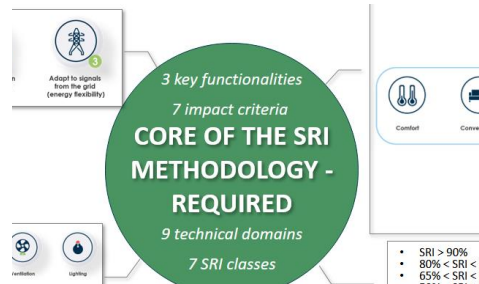 3
Adapt to signals
from the grid
(energy flexibility)
3 key functionalities
7 impact criteria
CORE OF THE SRI
METHODOLOGY -
REQUIRED
9 technical domains
7 SRI classes
Comfort
Lighting
• SRI > 90%
• 80% < SRI <
• 65% < SRI <